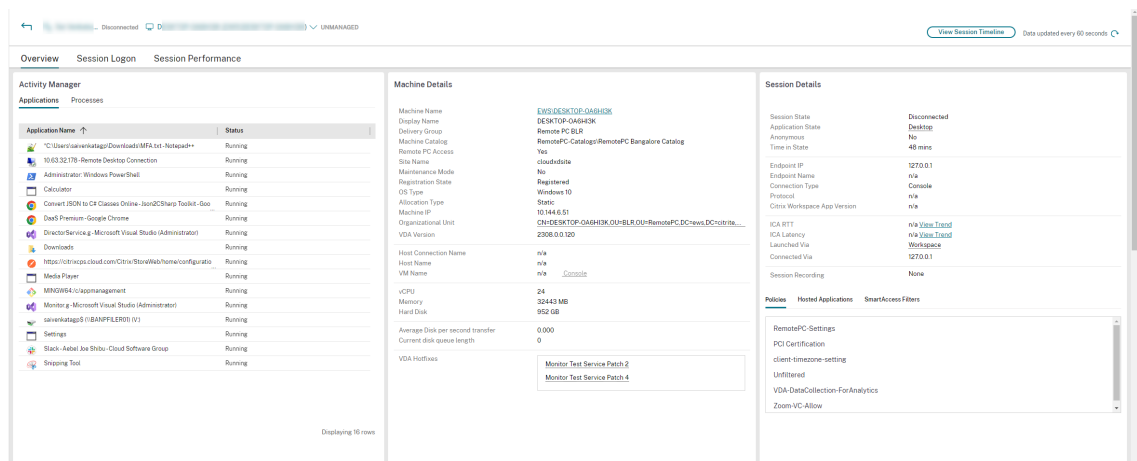 Disconnected
UNMANAGED
View Session Timeline
Data updated every 60 seconds
Overview
Session Logon
Session Performance
Activity Manager
Applications
Processes
Application Name
Status
"C:\Users\saivenkatagp\Downloads\MFA.txt - Notepad++
Running
10.63.32.178 - Remote Desktop Connection
Running
Administrator: Windows PowerShell
Running
Calculator
Running
Convert JSON to C# Classes Online - Json2CSharp Toolkit - Goo
Running
DaaS Premium - Google Chrome
Running
DirectorService.g - Microsoft Visual Studio (Administrator)
Running
Downloads
Running
https://citrixcps.cloud.com/Citrix/StoreWeb/home/configuratio
Running
Media Player
Running
MINGW64:/c/appmanagement
Running
Monitor.g - Microsoft Visual Studio (Administrator)
Running
saivenkatagp$ (\\BANPFILER01) (V:)
Running
Settings
Running
Slack - Aebel Joe Shibu - Cloud Software Group
Running
Snipping Tool
Running
Displaying 16 rows
Machine Details
Machine Name EWS\DESKTOP-OA6HI3K
Display Name DESKTOP-OA6HI3K
Delivery Group Remote PC BLR
Machine Catalog RemotePC-Catalogs\RemotePC Bangalore Catalog
Remote PC Access Yes
Site Name cloudxdsite
Maintenance Mode No
Registration State Registered
OS Type Windows 10
Allocation Type Static
Machine IP 10.144.6.51
Organizational Unit CN=DESKTOP-OA6HI3K,OU=BLR,OU=RemotePC,DC=ews,DC=citrite,...
VDA Version 2308.0.0.120
Host Connection Name n/a
Host Name n/a
VM Name n/a Console
vCPU 24
Memory 32443 MB
Hard Disk 952 GB
Average Disk per second transfer 0.000
Current disk queue length 0
VDA Hotfixes
Monitor Test Service Patch 2
Monitor Test Service Patch 4
Session Details
Session State Disconnected
Application State Desktop
Anonymous No
Time in State 48 mins
Endpoint IP 127.0.0.1
Endpoint Name n/a
Connection Type Console
Protocol n/a
Citrix Workspace App Version n/a
ICA RTT n/a View Trend
ICA Latency n/a View Trend
Launched Via Workspace
Connected Via 127.0.0.1
Session Recording None
Policies
Hosted Applications
SmartAccess Filters
RemotePC-Settings
PCI Certification
client-timezone-setting
Unfiltered
VDA-DataCollection-ForAnalytics
Zoom-VC-Allow